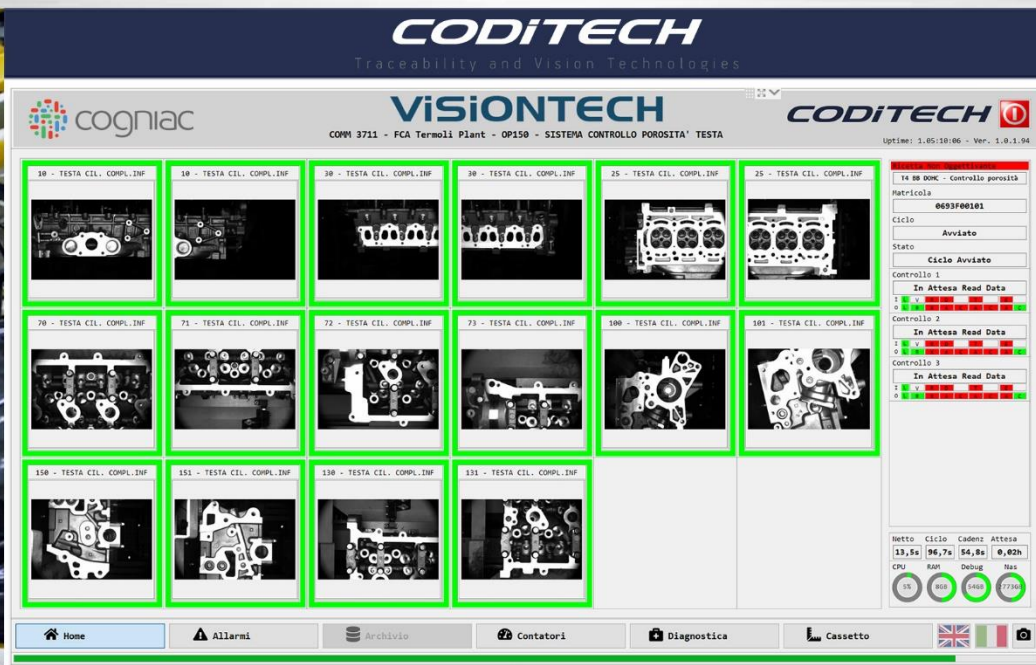 CODiTECH
Traceability and Vision Technologies
cogniac
ViSiONTECH
COMM 3711 - FCA Termoli Plant - OP150 - SISTEMA CONTROLLO POROSITA' TESTA
CODiTECH
Uptime: 1.05:10:06 - Ver. 1.0.1.94
10 - TESTA CIL. COMPL.INF
10 - TESTA CIL. COMPL.INF
30 - TESTA CIL. COMPL.INF
30 - TESTA CIL. COMPL.INF
25 - TESTA CIL. COMPL.INF
25 - TESTA CIL. COMPL.INF
70 - TESTA CIL. COMPL.INF
71 - TESTA CIL. COMPL.INF
72 - TESTA CIL. COMPL.INF
73 - TESTA CIL. COMPL.INF
100 - TESTA CIL. COMPL.INF
101 - TESTA CIL. COMPL.INF
150 - TESTA CIL. COMPL.INF
151 - TESTA CIL. COMPL.INF
130 - TESTA CIL. COMPL.INF
131 - TESTA CIL. COMPL.INF
T4 8B DOHC - Controllo porosità
Matricola
0693F00101
Ciclo
Avviato
Stato
Ciclo Avviato
Controllo 1
In Attesa Read Data
Controllo 2
In Attesa Read Data
Controllo 3
In Attesa Read Data
Netto Ciclo Cadenz Attesa
13,5s 96,7s 54,8s 0,02h
CPU RAM Debug Nas
5% 8GB
Home
Allarmi
Archivio
Contatori
Diagnostica
Cassetto